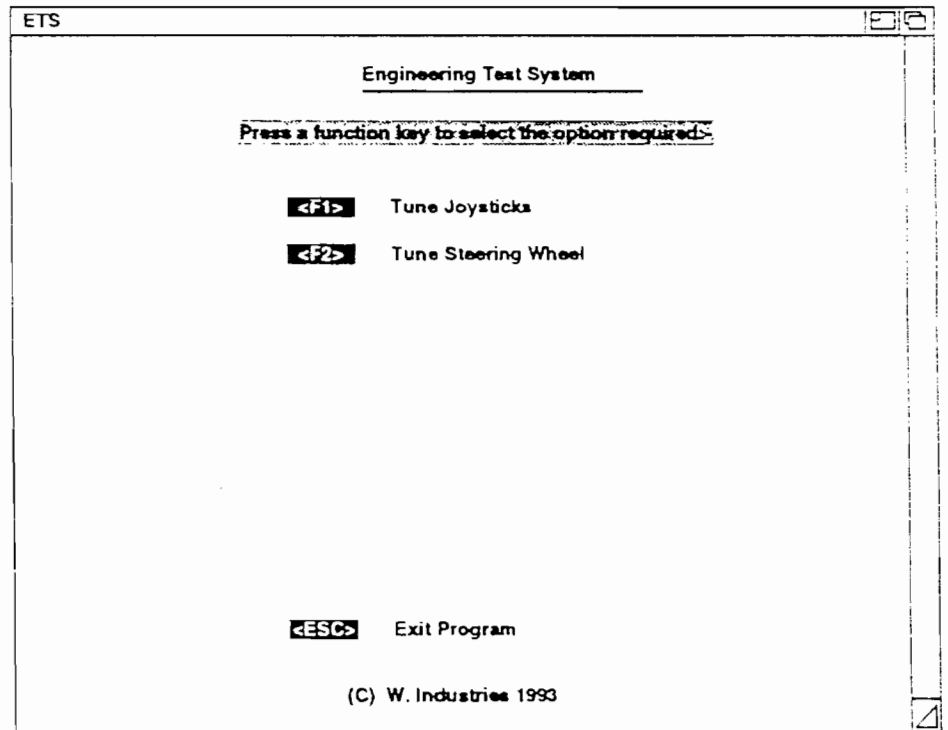 ETS
Engineering Test System
Press a function key to select the option required:-
<F1> Tune Joysticks
<F2> Tune Steering Wheel
<ESC> Exit Program
(C) W. Industries 1993